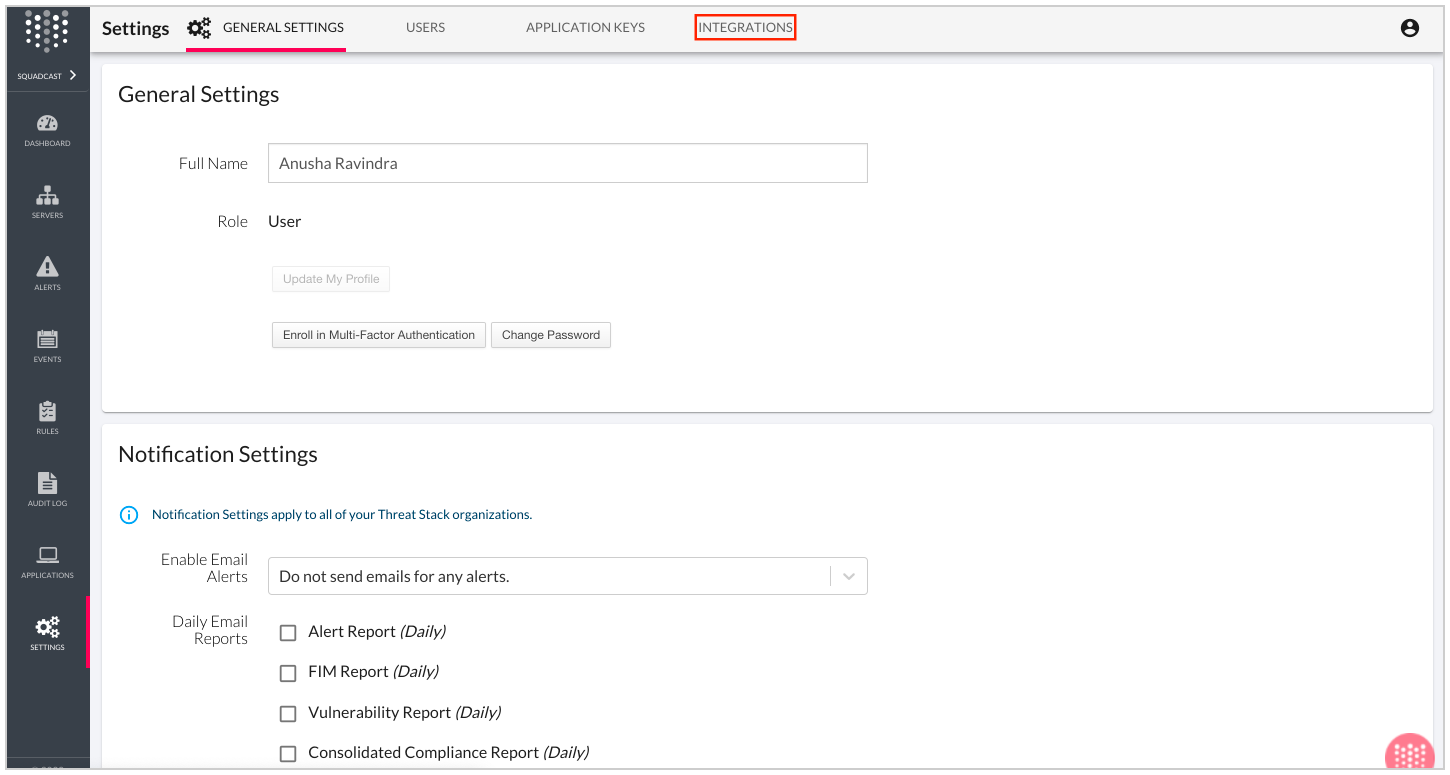 Settings GENERAL SETTINGS USERS APPLICATION KEYS INTEGRATIONS
SQUADCAST
DASHBOARD
SERVERS
ALERTS
EVENTS
RULES
AUDIT LOG
APPLICATIONS
SETTINGS
General Settings
Full Name Anusha Ravindra
Role User
Update My Profile
Enroll in Multi-Factor Authentication Change Password
Notification Settings
Notification Settings apply to all of your Threat Stack organizations.
Enable Email
Alerts
Do not send emails for any alerts.
Daily Email
Reports
Alert Report (Daily)
FIM Report (Daily)
Vulnerability Report (Daily)
Consolidated Compliance Report (Daily)